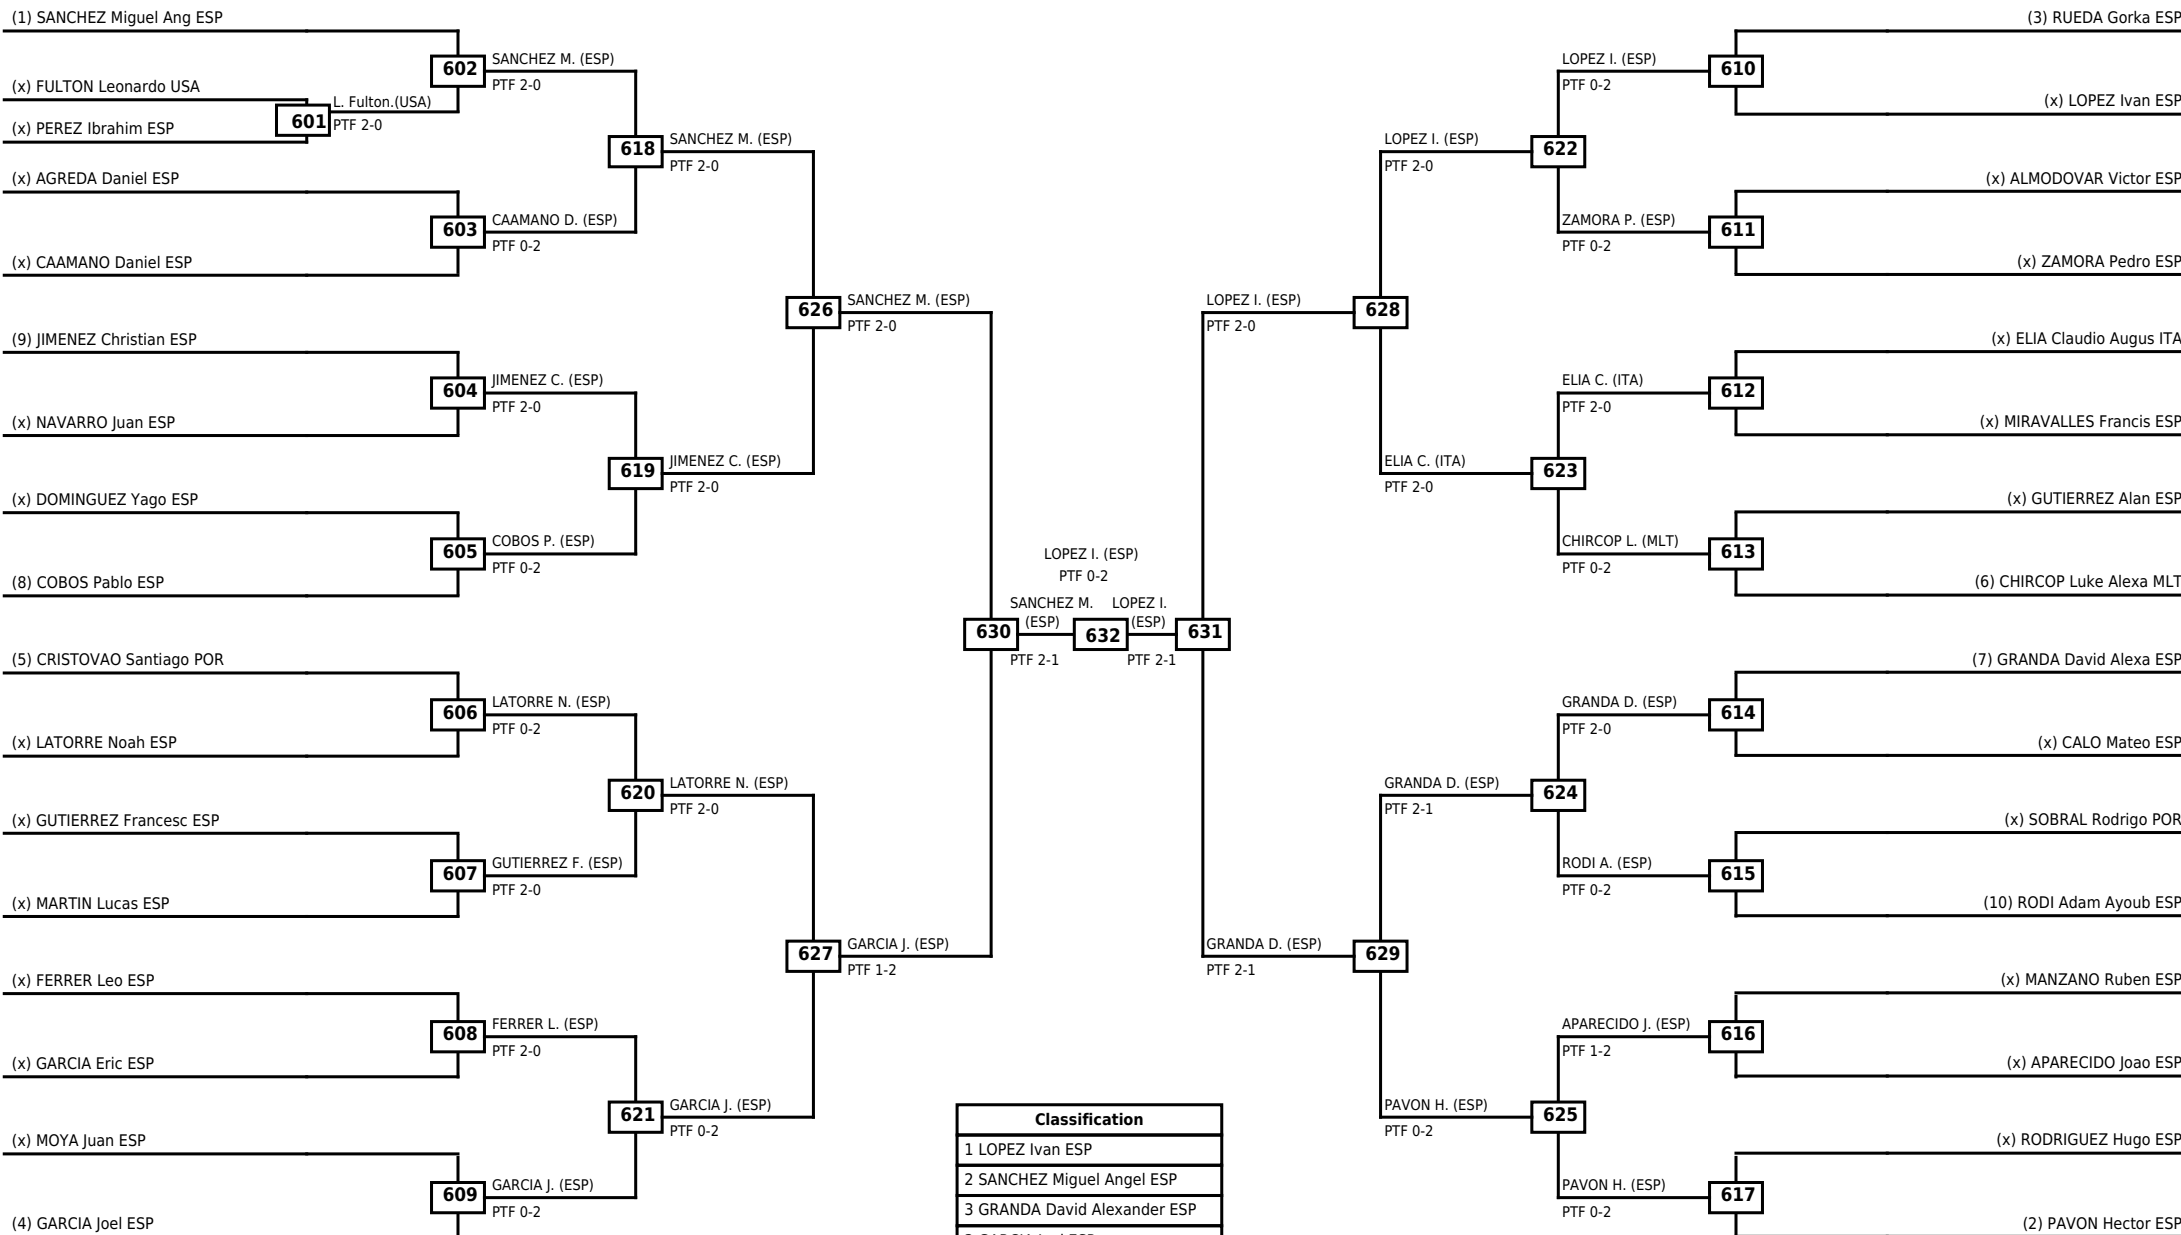 (1) SANCHEZ Miguel Ang ESP
(x) FULTON Leonardo USA
(x) PEREZ Ibrahim ESP
(x) AGREDA Daniel ESP
(x) CAAMANO Daniel ESP
(9) JIMENEZ Christian ESP
(x) NAVARRO Juan ESP
(x) DOMINGUEZ Yago ESP
(8) COBOS Pablo ESP
(5) CRISTOVAO Santiago POR
(x) LATORRE Noah ESP
(x) GUTIERREZ Francesc ESP
(x) MARTIN Lucas ESP
(x) FERRER Leo ESP
(x) GARCIA Eric ESP
(x) MOYA Juan ESP
(4) GARCIA Joel ESP
601
L. Fulton.(USA)
PTF 2-0
602
SANCHEZ M. (ESP)
PTF 2-0
603
CAAMANO D. (ESP)
PTF 0-2
604
JIMENEZ C. (ESP)
PTF 2-0
605
COBOS P. (ESP)
PTF 0-2
606
LATORRE N. (ESP)
PTF 0-2
607
GUTIERREZ F. (ESP)
PTF 2-0
608
FERRER L. (ESP)
PTF 2-0
609
GARCIA J. (ESP)
PTF 0-2
618
SANCHEZ M. (ESP)
PTF 2-0
619
JIMENEZ C. (ESP)
PTF 2-0
620
LATORRE N. (ESP)
PTF 2-0
621
GARCIA J. (ESP)
PTF 0-2
626
SANCHEZ M. (ESP)
PTF 2-0
627
GARCIA J. (ESP)
PTF 1-2
LOPEZ I. (ESP)
PTF 0-2
630
SANCHEZ M.
(ESP)
PTF 2-1
632
LOPEZ I.
(ESP)
PTF 2-1
631
LOPEZ I. (ESP)
PTF 2-0
628
GRANDA D. (ESP)
PTF 2-1
629
LOPEZ I. (ESP)
PTF 2-0
622
ELIA C. (ITA)
PTF 2-0
623
GRANDA D. (ESP)
PTF 2-1
624
PAVON H. (ESP)
PTF 0-2
625
LOPEZ I. (ESP)
PTF 0-2
610
ZAMORA P. (ESP)
PTF 0-2
611
ELIA C. (ITA)
PTF 2-0
612
CHIRCOP L. (MLT)
PTF 0-2
613
GRANDA D. (ESP)
PTF 2-0
614
RODI A. (ESP)
PTF 0-2
615
APARECIDO J. (ESP)
PTF 1-2
616
PAVON H. (ESP)
PTF 0-2
617
(3) RUEDA Gorka ESP
(x) LOPEZ Ivan ESP
(x) ALMODOVAR Victor ESP
(x) ZAMORA Pedro ESP
(x) ELIA Claudio Augus ITA
(x) MIRAVALLES Francis ESP
(x) GUTIERREZ Alan ESP
(6) CHIRCOP Luke Alexa MLT
(7) GRANDA David Alexa ESP
(x) CALO Mateo ESP
(x) SOBRAL Rodrigo POR
(10) RODI Adam Ayoub ESP
(x) MANZANO Ruben ESP
(x) APARECIDO Joao ESP
(x) RODRIGUEZ Hugo ESP
(2) PAVON Hector ESP
Classification
1 LOPEZ Ivan ESP
2 SANCHEZ Miguel Angel ESP
3 GRANDA David Alexander ESP